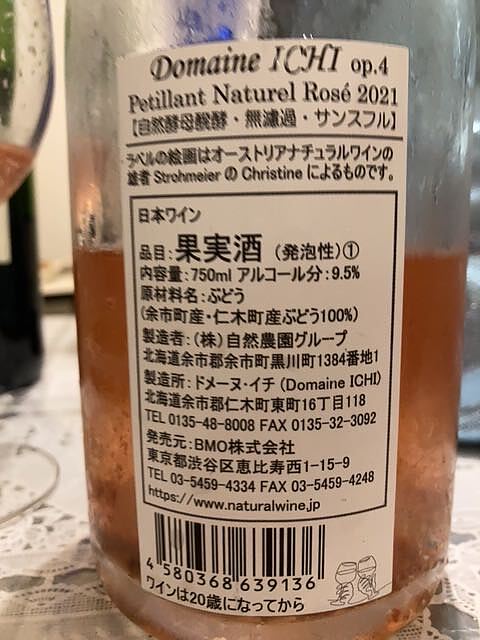 Domaine ICHI op.4
Petillant Naturel Rosé 2021
【自然酵母醗酵・無濾過・サンスフル】
ラベルの絵画はオーストリアナチュラルワインの
雄者 Strohmeier の Christine によるものです。
日本ワイン
品目：果実酒（発泡性）①
内容量：750ml アルコール分：9.5%
原材料名：ぶどう
（余市町産・仁木町産ぶどう100%）
製造者：（株）自然農園グループ
北海道余市郡余市町黒川町1384番地1
製造所：ドメーヌ・イチ (Domaine ICHI)
北海道余市郡仁木町東町16丁目118
TEL 0135-48-8008 FAX 0135-32-3092
発売元：BMO株式会社
東京都渋谷区恵比寿西1-15-9
TEL 03-5459-4334 FAX 03-5459-4248
https://www.naturalwine.jp
4 580368 639136
ワインは20歳になってから